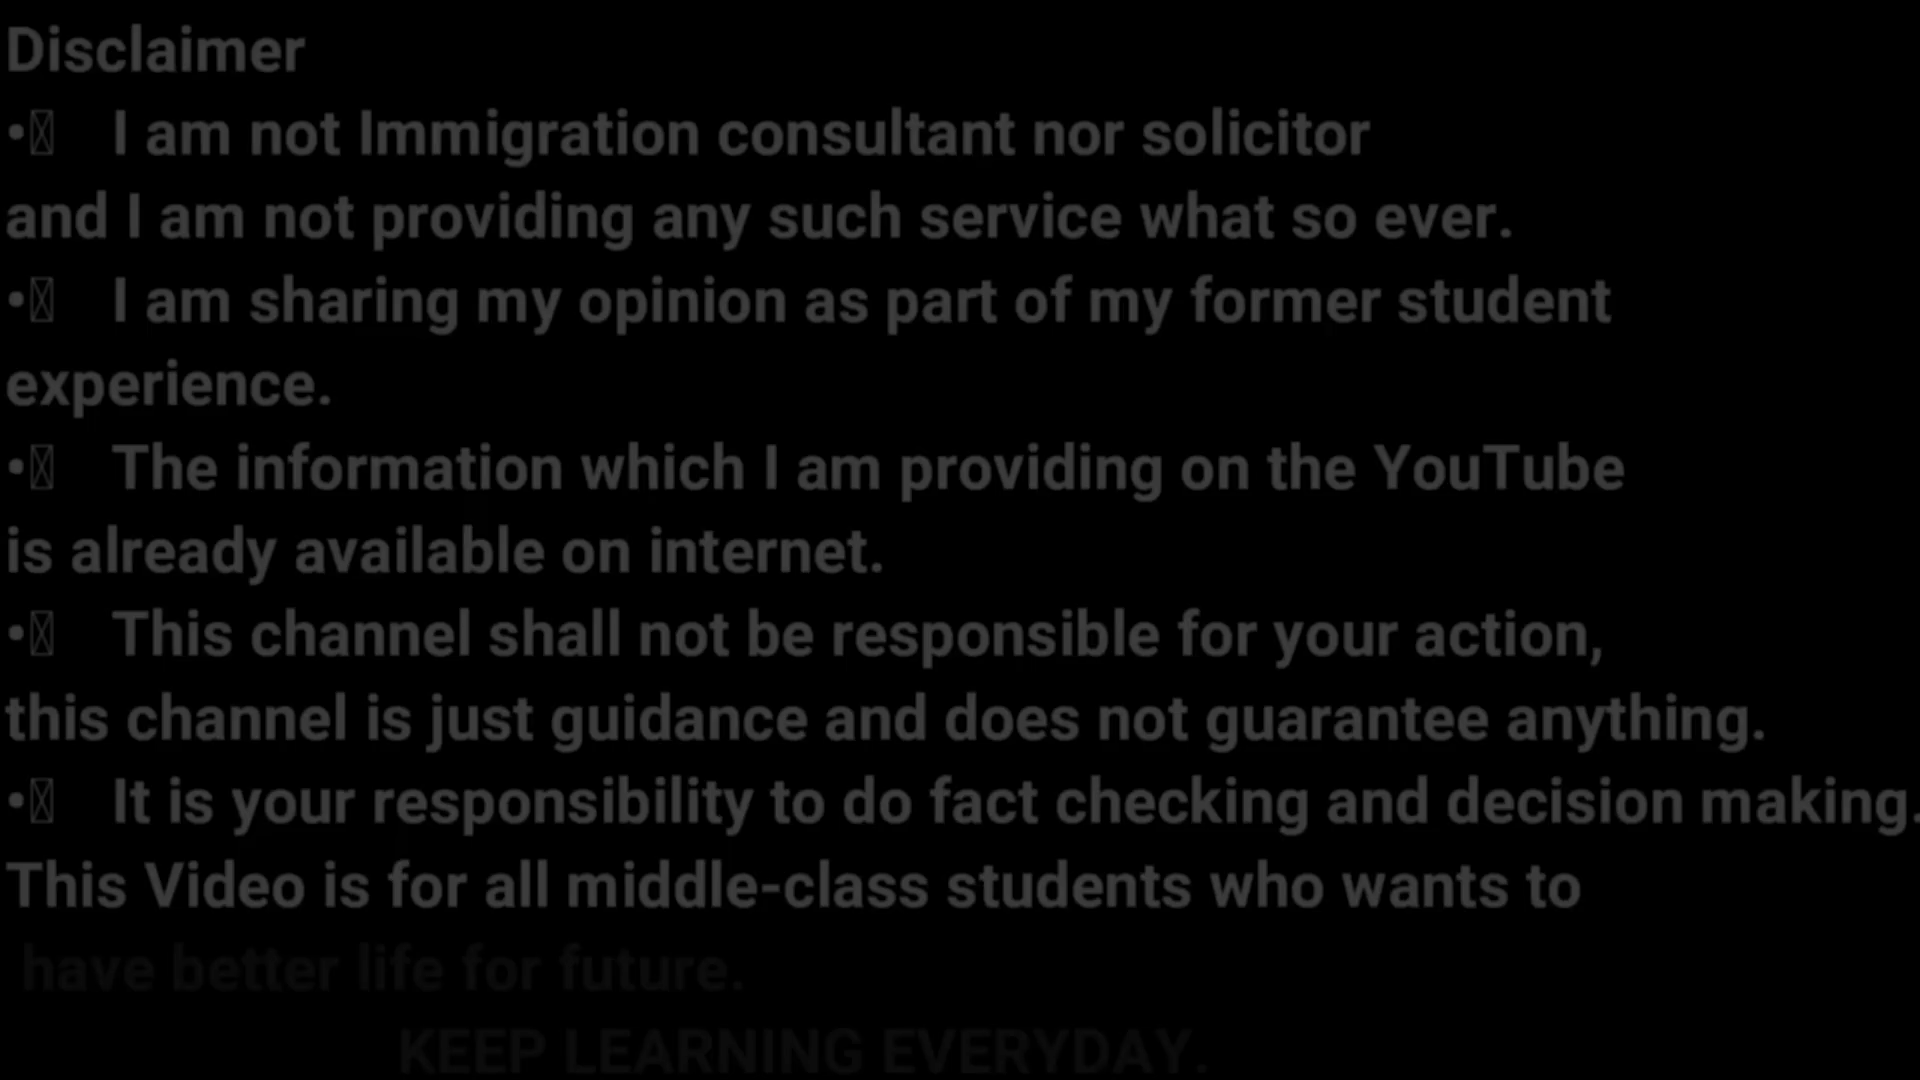 Disclaimer
• I am not Immigration consultant nor solicitor
and I am not providing any such service what so ever.
• I am sharing my opinion as part of my former student
experience.
• The information which I am providing on the YouTube
is already available on internet.
• This channel shall not be responsible for your action,
this channel is just guidance and does not guarantee anything.
• It is your responsibility to do fact checking and decision making.
This Video is for all middle-class students who wants to
have better life for future.
KEEP LEARNING EVERYDAY.